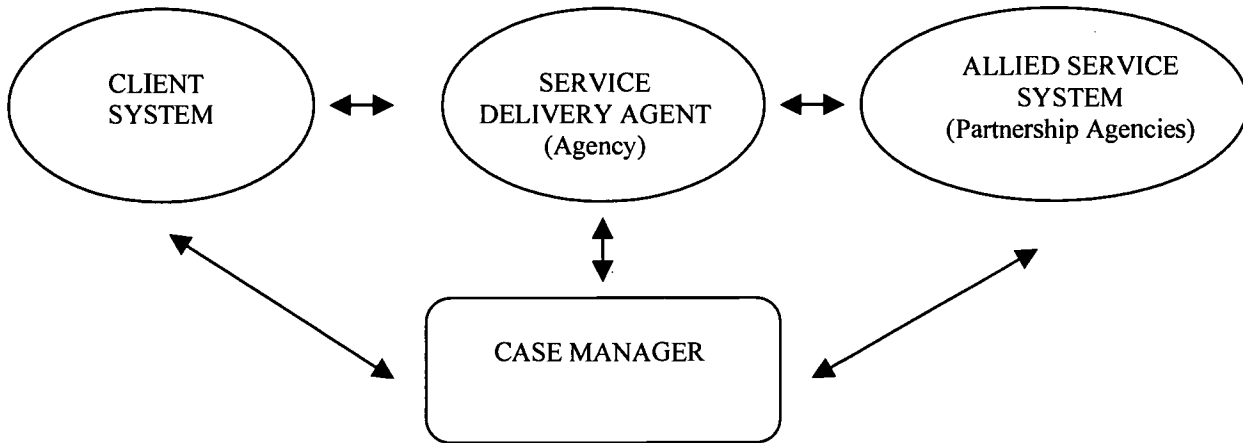 CLIENT
SYSTEM
SERVICE
DELIVERY AGENT
(Agency)
ALLIED SERVICE
SYSTEM
(Partnership Agencies)
CASE MANAGER